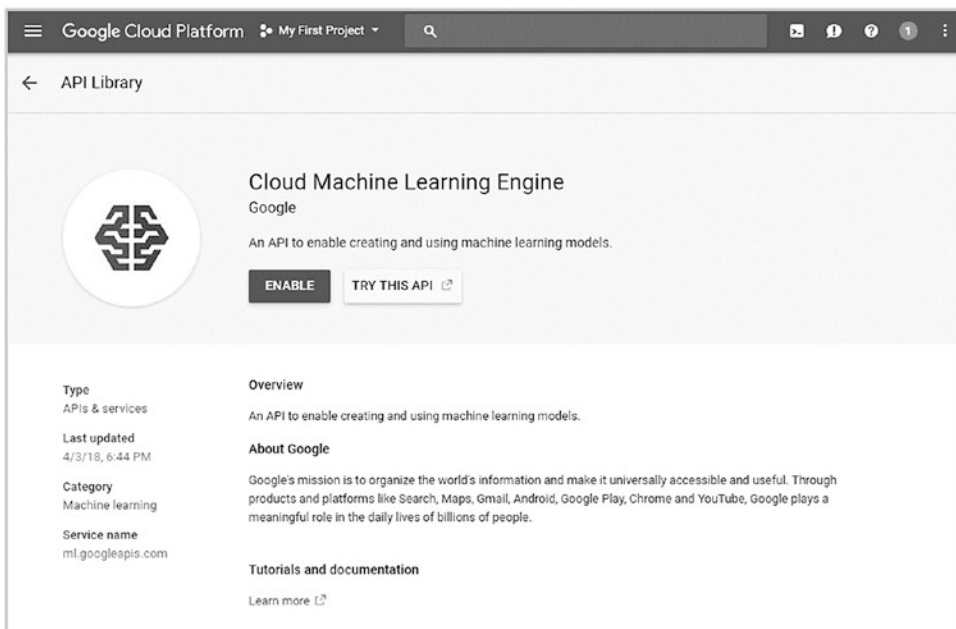 Google Cloud Platform My First Project 1
API Library
Cloud Machine Learning Engine
Google
An API to enable creating and using machine learning models.
ENABLE TRY THIS API
Type
APIs & services
Last updated
4/3/18, 6:44 PM
Category
Machine learning
Service name
ml.googleapis.com
Overview
An API to enable creating and using machine learning models.
About Google
Google's mission is to organize the world's information and make it universally accessible and useful. Through
products and platforms like Search, Maps, Gmail, Android, Google Play, Chrome and YouTube, Google plays a
meaningful role in the daily lives of billions of people.
Tutorials and documentation
Learn more